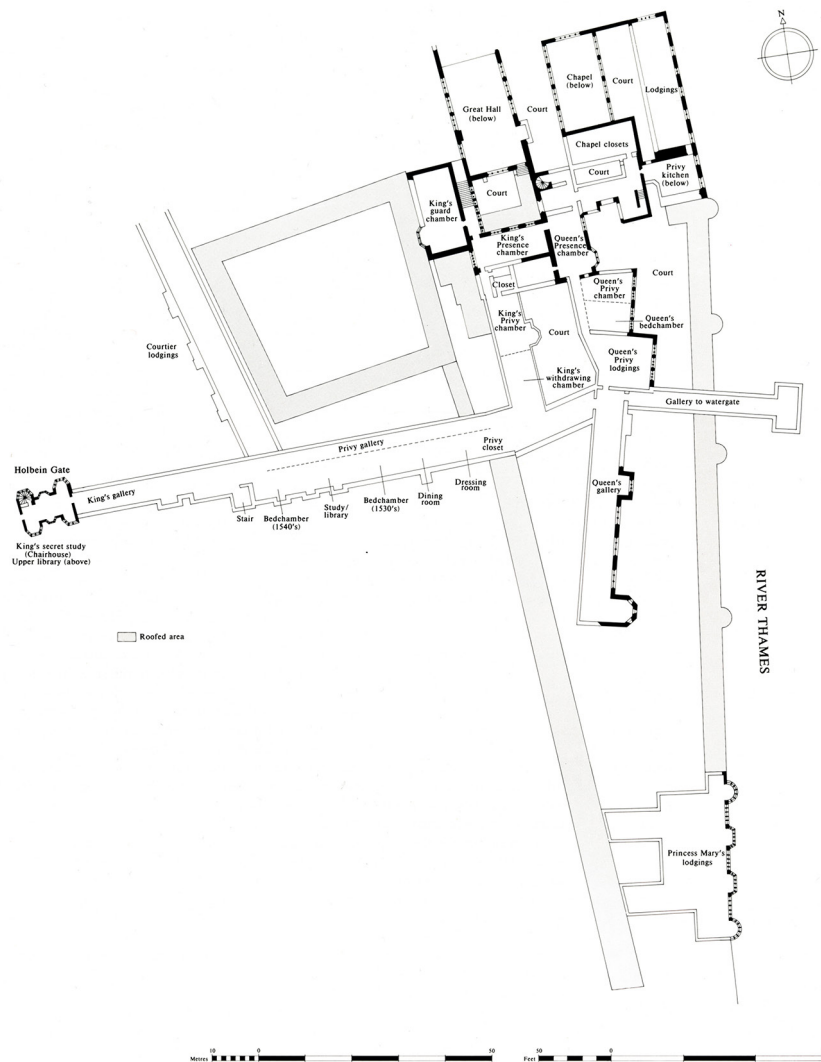 N
Great Hall
(below)
Court
Chapel
(below)
Court
Lodgings
Chapel closets
Court
Privy
kitchen
(below)
King's
guard
chamber
Court
King's
Presence
chamber
Queen's
Presence
chamber
Closet
King's
Privy
chamber
Court
Queen's
Privy
chamber
Court
Queen's
bedchamber
Queen's
Privy
lodgings
King's
withdrawing
chamber
Courtier
lodgings
Gallery to watergate
Privy gallery
Privy
closet
Holbein Gate
King's gallery
Stair
Bedchamber
(1540's)
Study/
library
Bedchamber
(1530's)
Dining
room
Dressing
room
Queen's
gallery
King's secret study
(Chairhouse)
Upper library (above)
RIVER THAMES
Roofed area
Princess Mary's
lodgings
Metres 10 0 50
Feet 50 0